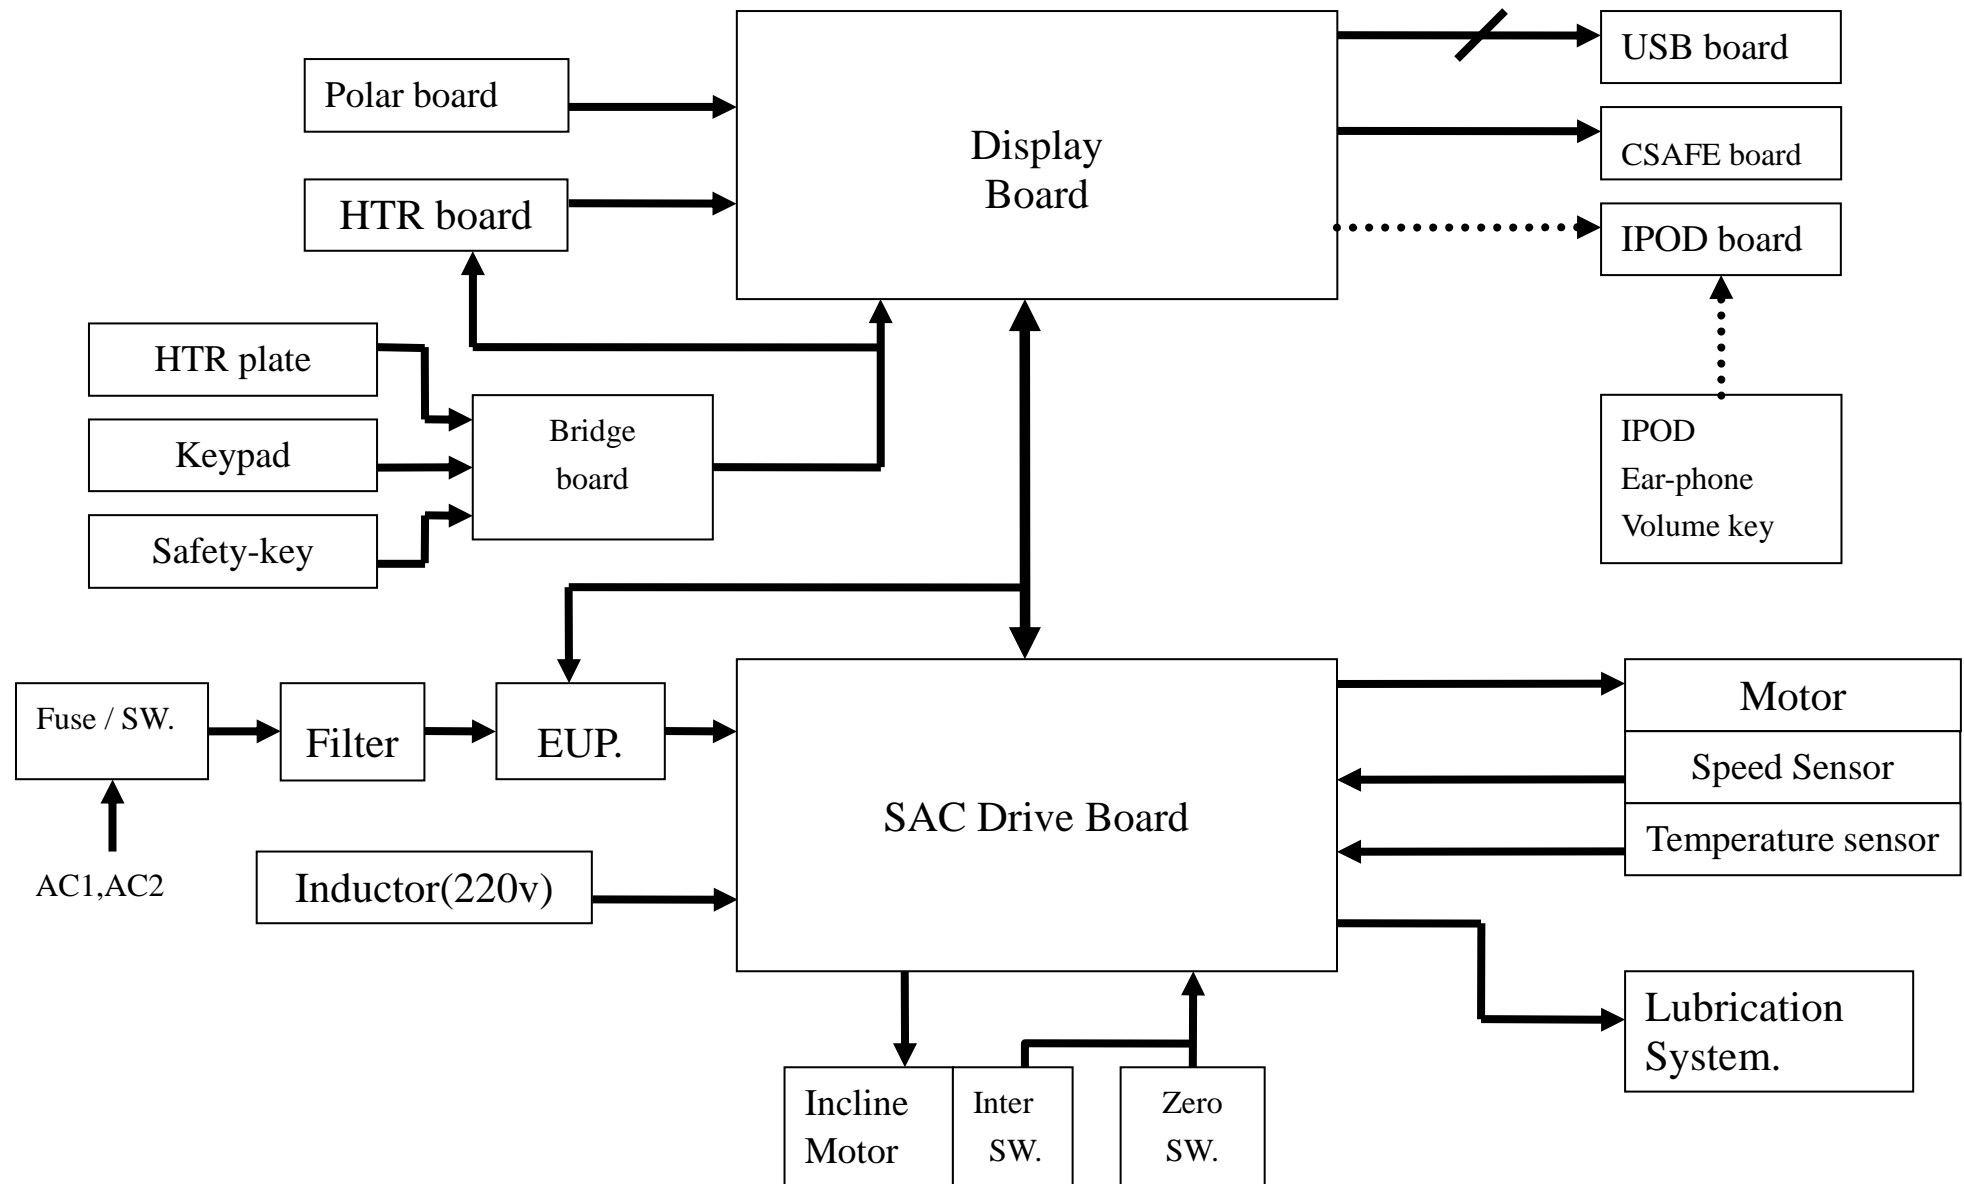 USB board
Polar board
Display
Board
CSAFE board
HTR board
IPOD board
HTR plate
Keypad
Safety-key
Bridge
board
IPOD
Ear-phone
Volume key
Fuse / SW.
Filter
EUP.
Motor
Speed Sensor
SAC Drive Board
Temperature sensor
AC1,AC2
Inductor(220v)
Lubrication
System.
Incline
Motor
Inter
SW.
Zero
SW.